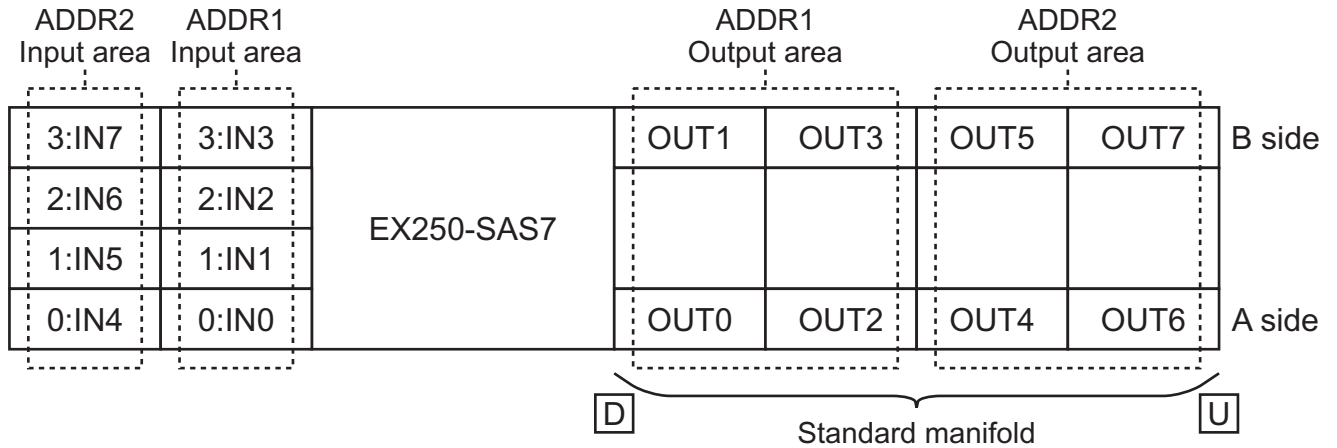 ADDR2
Input area
ADDR1
Input area
ADDR1
Output area
ADDR2
Output area
3:IN7 3:IN3 OUT1 OUT3 OUT5 OUT7 B side
2:IN6 2:IN2
EX250-SAS7
1:IN5 1:IN1
0:IN4 0:IN0 OUT0 OUT2 OUT4 OUT6 A side
D U
Standard manifold